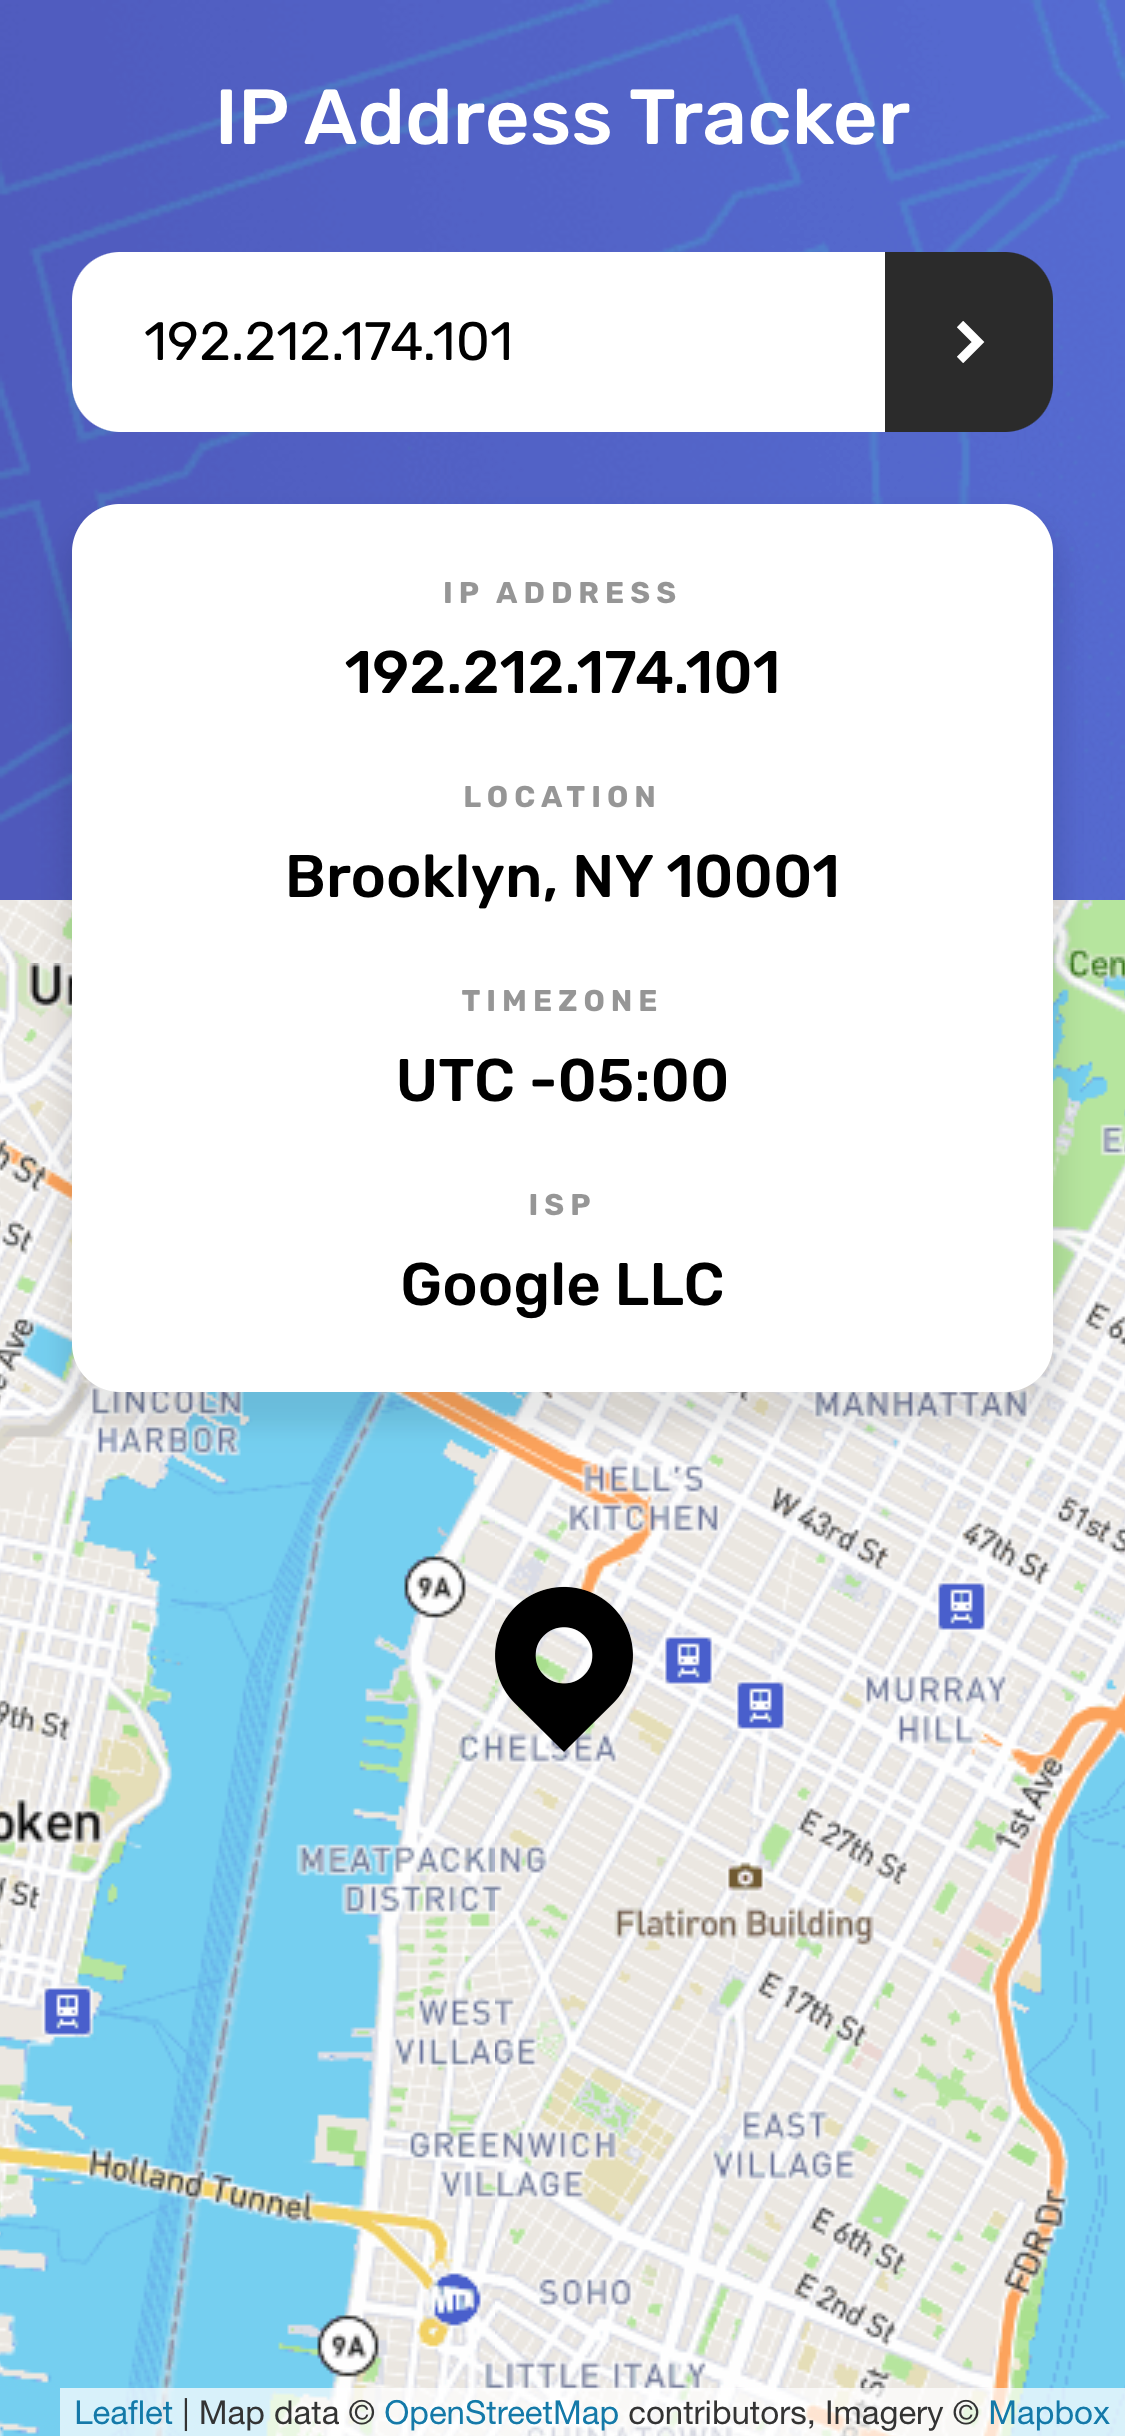 IP Address Tracker
192.212.174.101
IP ADDRESS
192.212.174.101
LOCATION
Brooklyn, NY 10001
TIMEZONE
UTC -05:00
ISP
Google LLC
St
St
Ave
LINCOLN
HARBOR
MANHATTAN
HELL'S
KITCHEN
W 43rd St
47th St
51st S
9A
CHELSEA
MURRAY
HILL
9th St
1st Ave
oken
St
MEATPACKING
DISTRICT
E 27th St
Flatiron Building
E 17th St
WEST
VILLAGE
GREENWICH
VILLAGE
EAST
VILLAGE
Holland Tunnel
E 6th St
FDR Dr
E 2nd St
MTA
SOHO
9A
LITTLE ITALY
Leaflet | Map data © OpenStreetMap contributors, Imagery © Mapbox